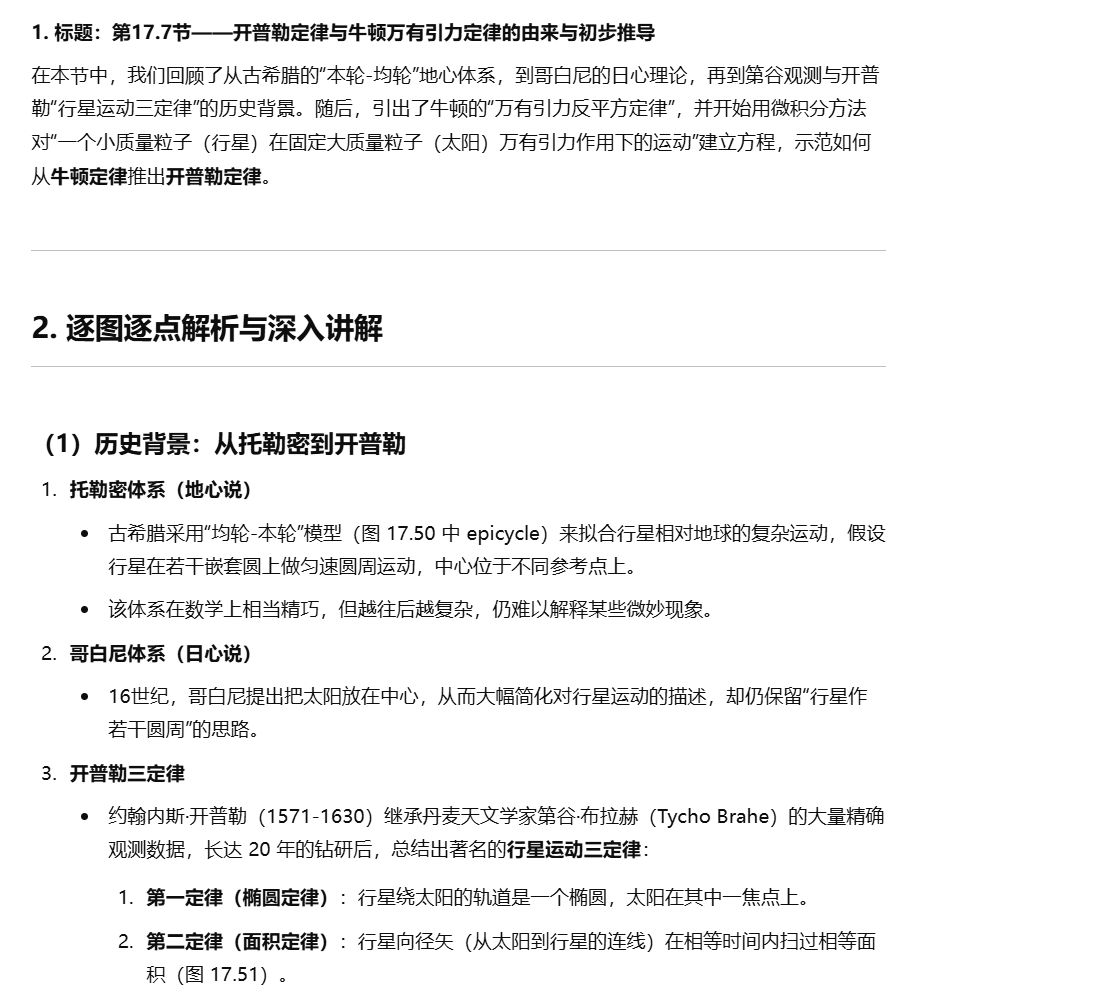 1. 标题：第17.7节——开普勒定律与牛顿万有引力定律的由来与初步推导
在本节中，我们回顾了从古希腊的“本轮-均轮”地心体系，到哥白尼的日心理论，再到第谷观测与开普
勒“行星运动三定律”的历史背景。随后，引出了牛顿的“万有引力反平方定律”，并开始用微积分方法
对“一个小质量粒子（行星）在固定大质量粒子（太阳）万有引力作用下的运动”建立方程，示范如何
从牛顿定律推出开普勒定律。
2. 逐图逐点解析与深入讲解
（1）历史背景：从托勒密到开普勒
1. 托勒密体系（地心说）
• 古希腊采用“均轮-本轮”模型（图 17.50 中 epicycle）来拟合行星相对地球的复杂运动，假设
行星在若干嵌套圆上做匀速圆周运动，中心位于不同参考点上。
• 该体系在数学上相当精巧，但越往后越复杂，仍难以解释某些微妙现象。
2. 哥白尼体系（日心说）
• 16世纪，哥白尼提出把太阳放在中心，从而大幅简化对行星运动的描述，却仍保留“行星作
若干圆周”的思路。
3. 开普勒三定律
• 约翰内斯·开普勒（1571-1630）继承丹麦天文学家第谷·布拉赫（Tycho Brahe）的大量精确
观测数据，长达 20 年的钻研后，总结出著名的行星运动三定律：
1. 第一定律（椭圆定律）：行星绕太阳的轨道是一个椭圆，太阳在其中一焦点上。
2. 第二定律（面积定律）：行星向径矢（从太阳到行星的连线）在相等时间内扫过相等面
积（图 17.51）。